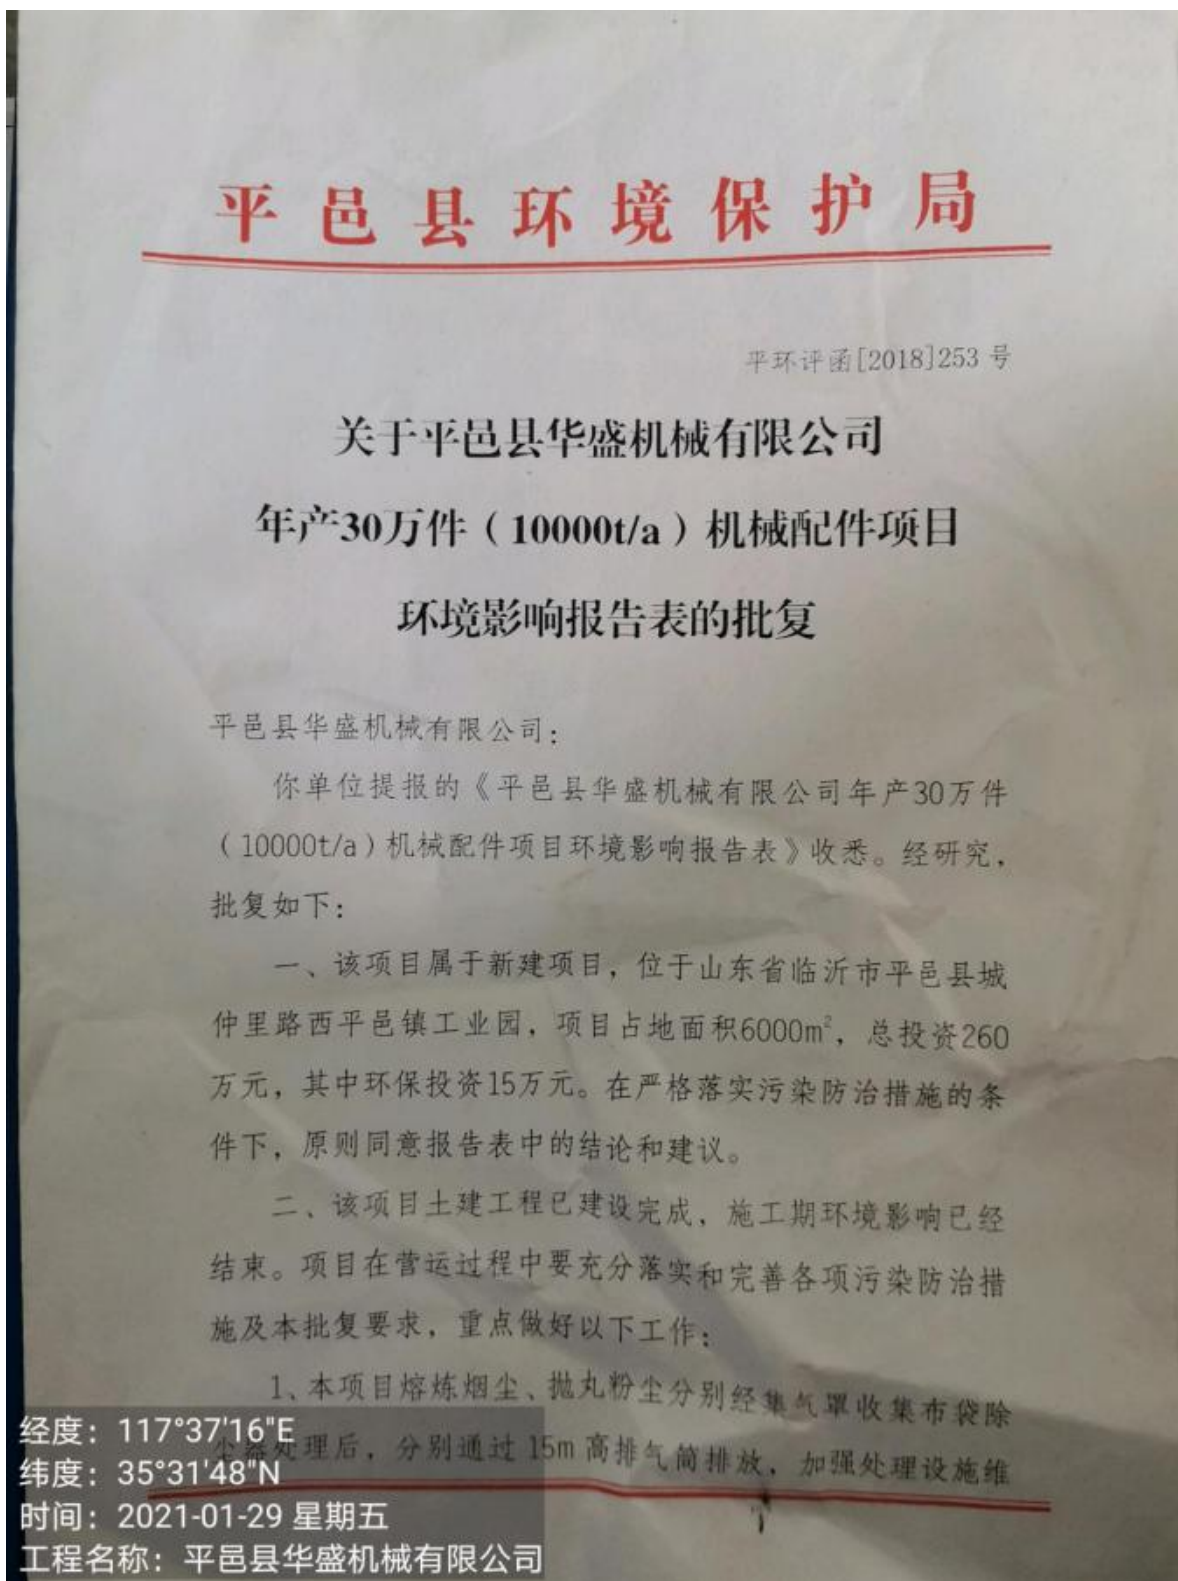 平邑县环境保护局
平环评函[2018]253 号
关于平邑县华盛机械有限公司
年产30万件（10000t/a）机械配件项目
环境影响报告表的批复
平邑县华盛机械有限公司：
你单位提报的《平邑县华盛机械有限公司年产30万件
（10000t/a）机械配件项目环境影响报告表》收悉。经研究，
批复如下：
一、该项目属于新建项目，位于山东省临沂市平邑县城
仲里路西平邑镇工业园，项目占地面积6000m²，总投资260
万元，其中环保投资15万元。在严格落实污染防治措施的条
件下，原则同意报告表中的结论和建议。
二、该项目土建工程已建设完成，施工期环境影响已经
结束。项目在营运过程中要充分落实和完善各项污染防治措
施及本批复要求，重点做好以下工作：
1、本项目熔炼烟尘、抛丸粉尘分别经集气罩收集布袋除
尘器处理后，分别通过 15m 高排气筒排放，加强处理设施维
经度：117°37'16"E
纬度：35°31'48"N
时间：2021-01-29 星期五
工程名称：平邑县华盛机械有限公司